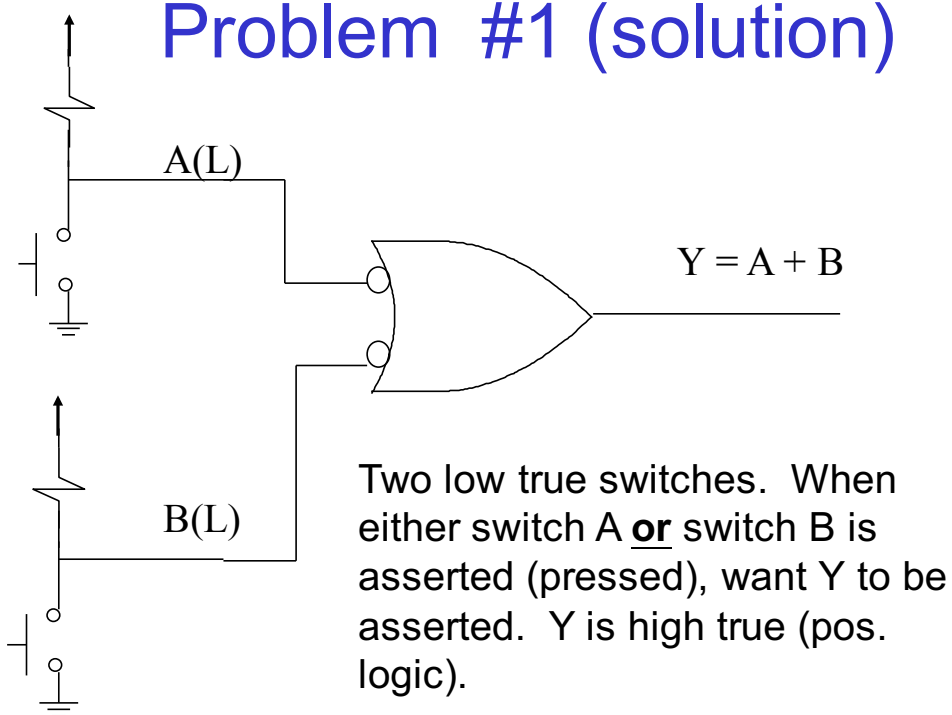 Problem #1 (solution)
A(L)
Y = A + B
B(L)
Two low true switches. When
either switch A or switch B is
asserted (pressed), want Y to be
asserted. Y is high true (pos.
logic).